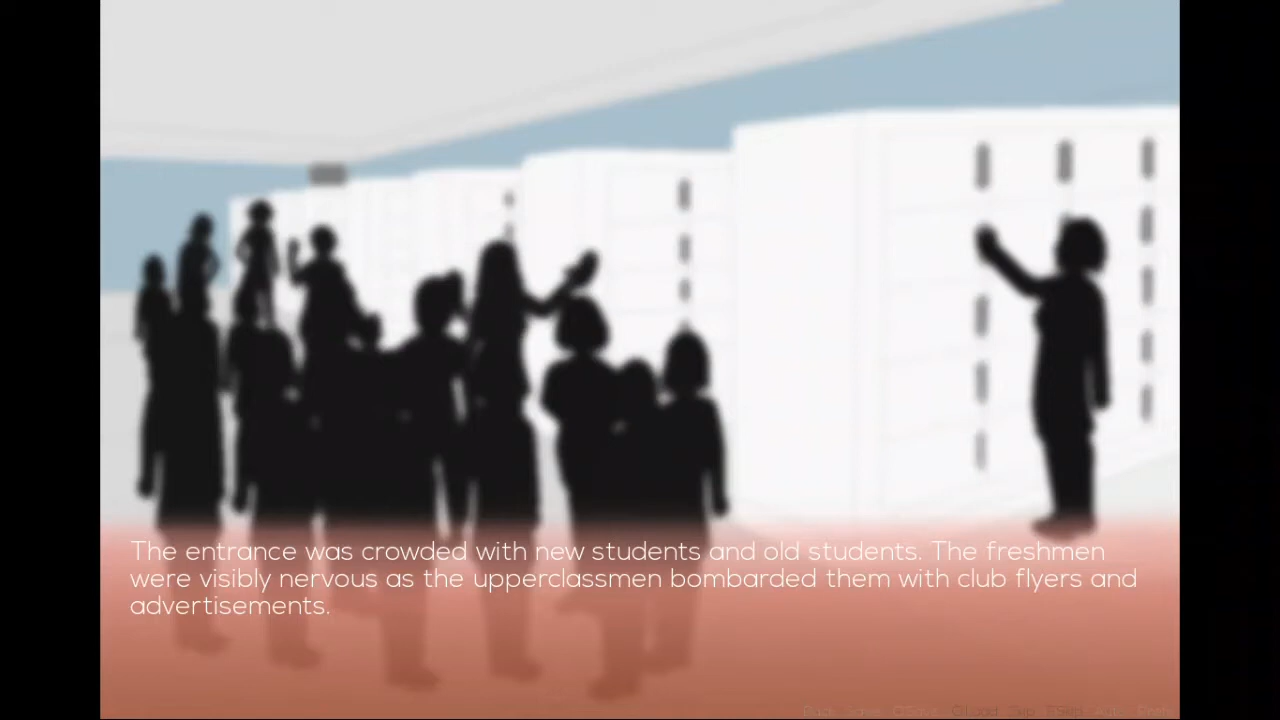 The entrance was crowded with new students and old students. The freshmen
were visibly nervous as the upperclassmen bombarded them with club flyers and
advertisements.